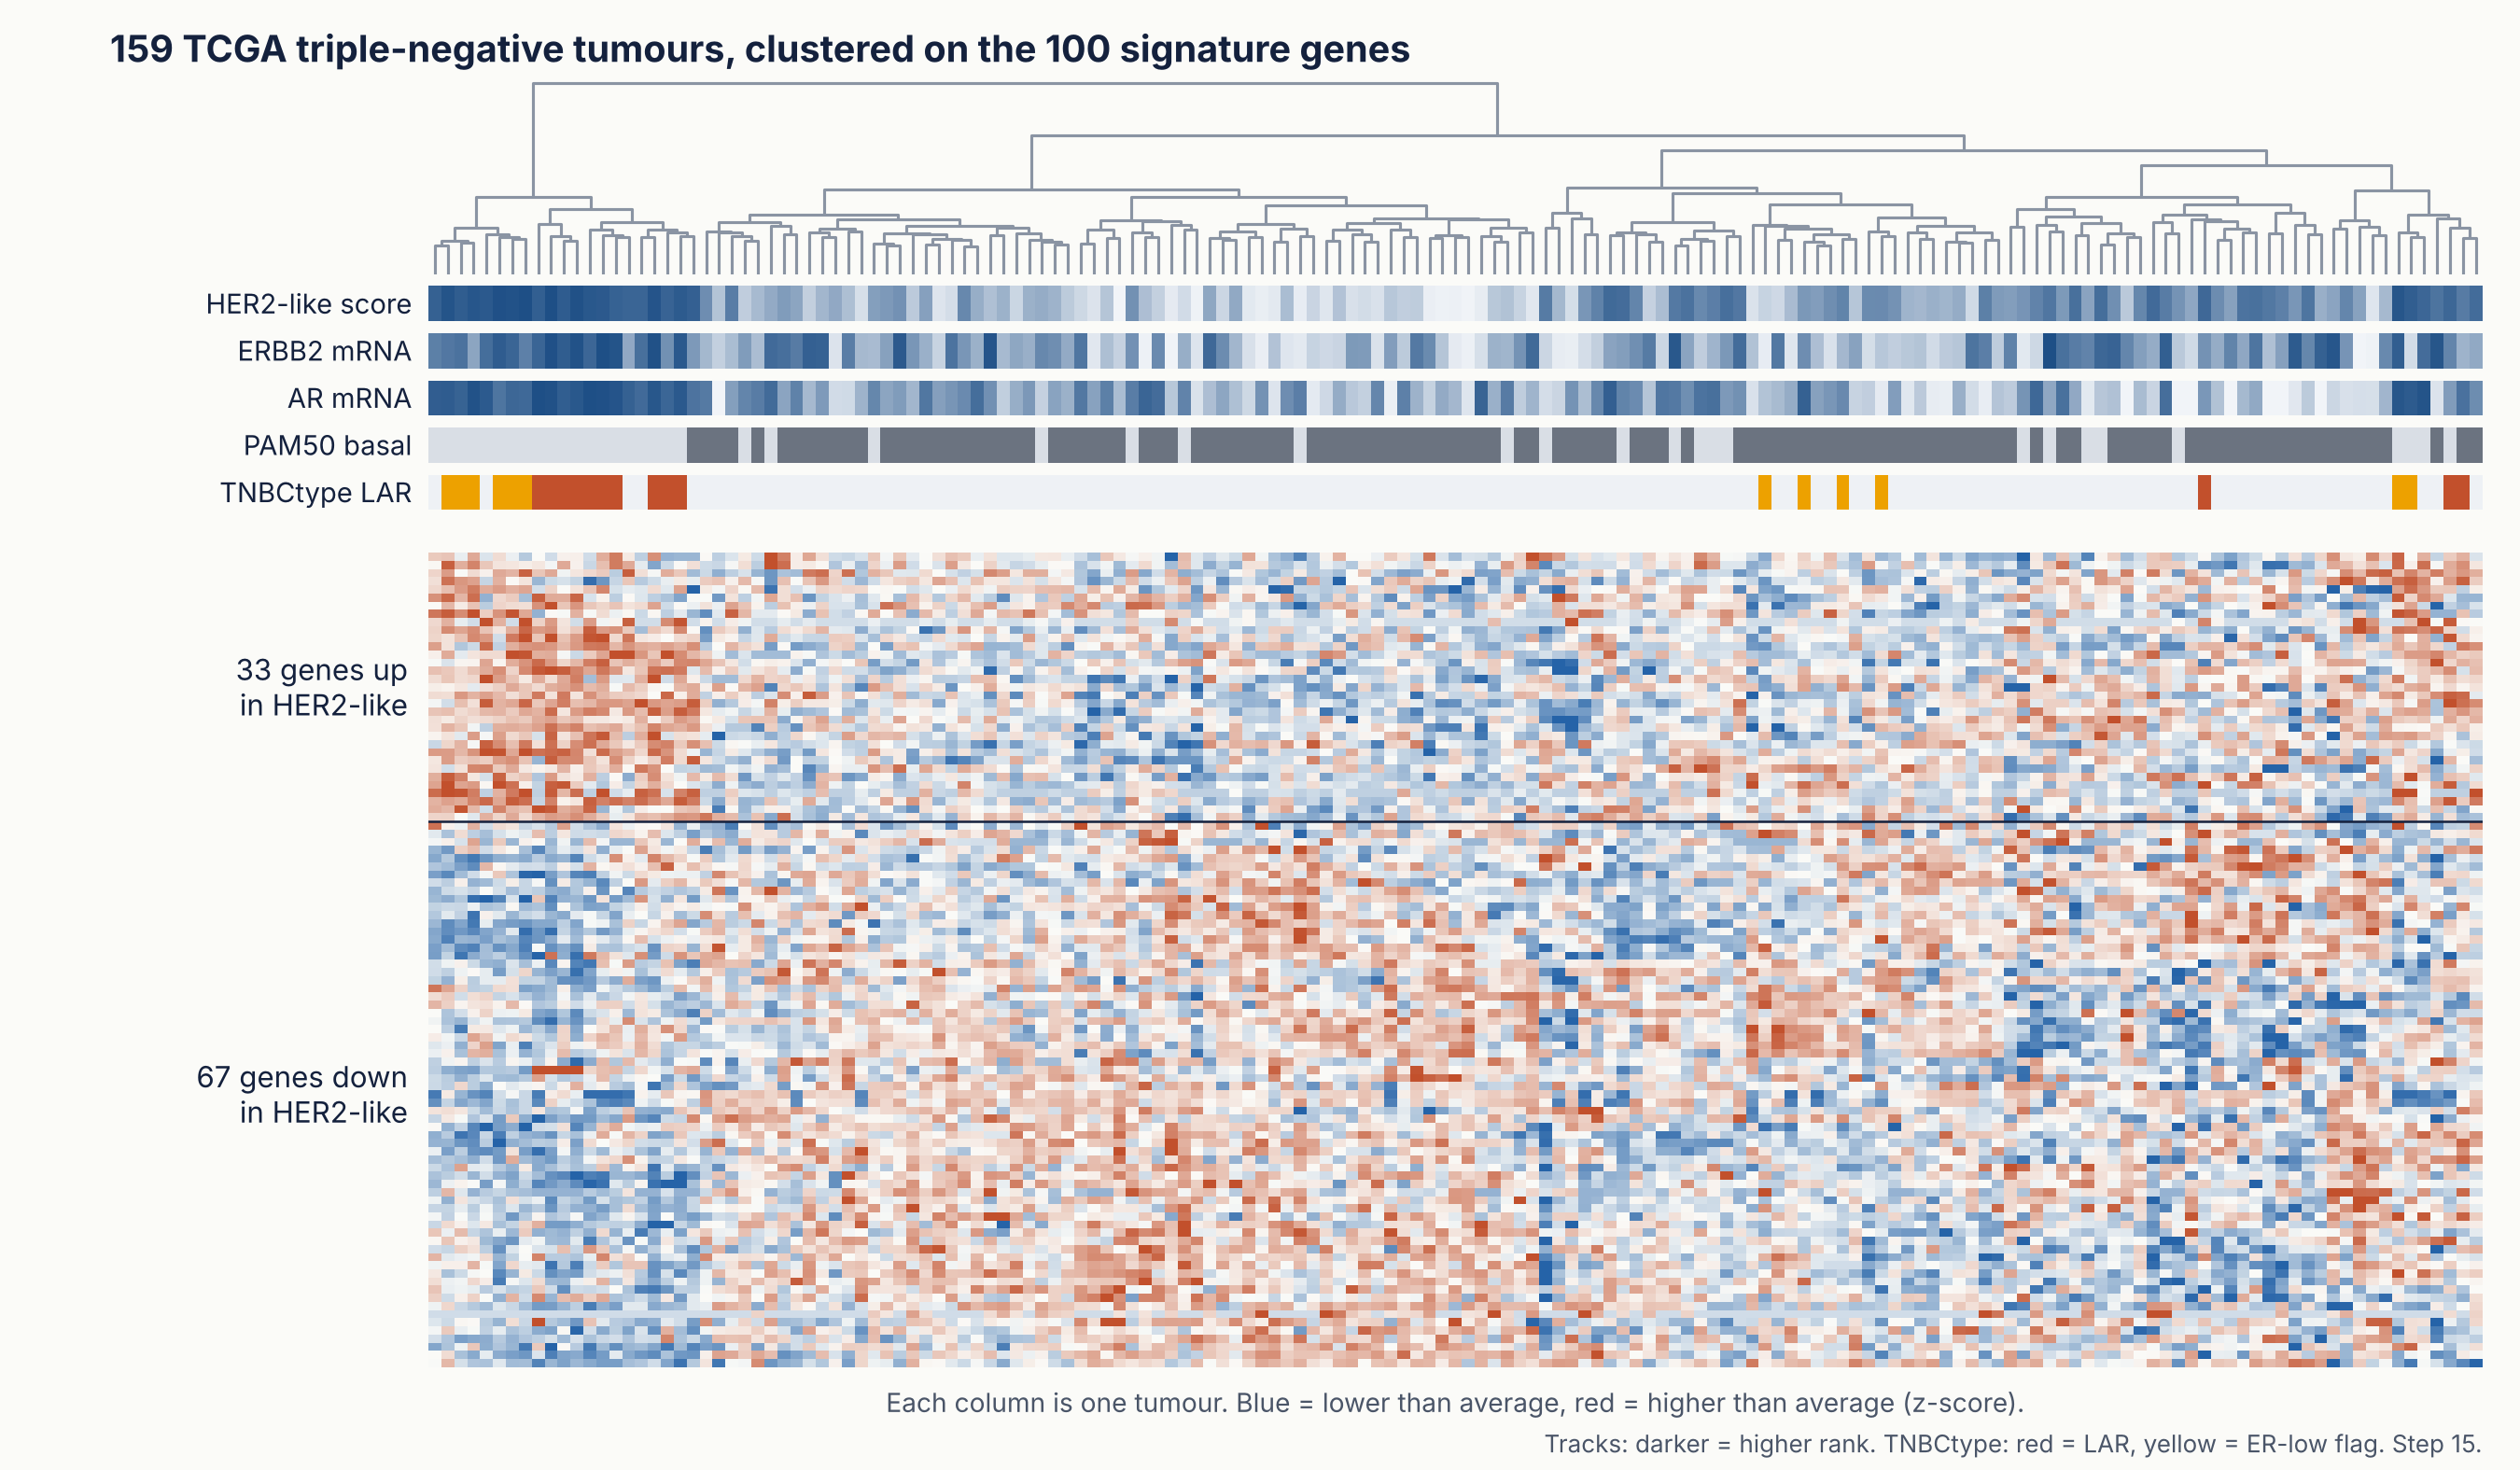 159 TCGA triple-negative tumours, clustered on the 100 signature genes
HER2-like score
ERBB2 mRNA
AR mRNA
PAM50 basal
TNBCtype LAR
33 genes up
in HER2-like
67 genes down
in HER2-like
Each column is one tumour. Blue = lower than average, red = higher than average (z-score).
Tracks: darker = higher rank. TNBCtype: red = LAR, yellow = ER-low flag. Step 15.